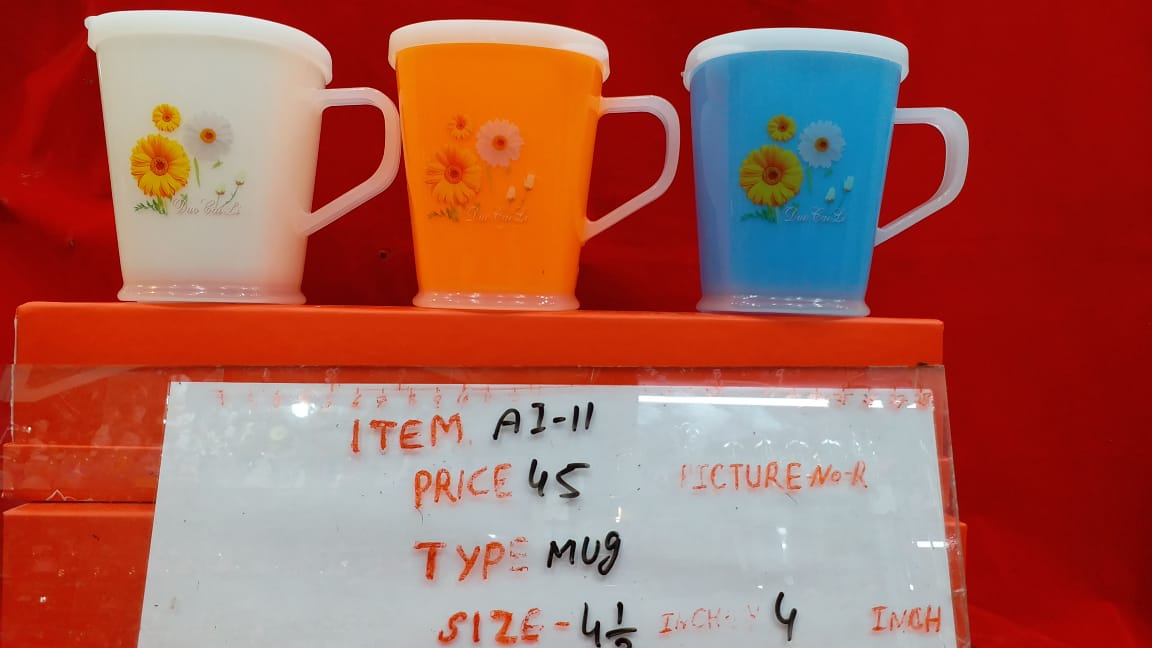 Duo Cai Li
Duo Cai Li
Duo Cai Li
ITEM. AI-11
PRICE 45 PICTURE No-R
TYPE MUg
SIZE - 4 1/2 INCH X 4 INCH